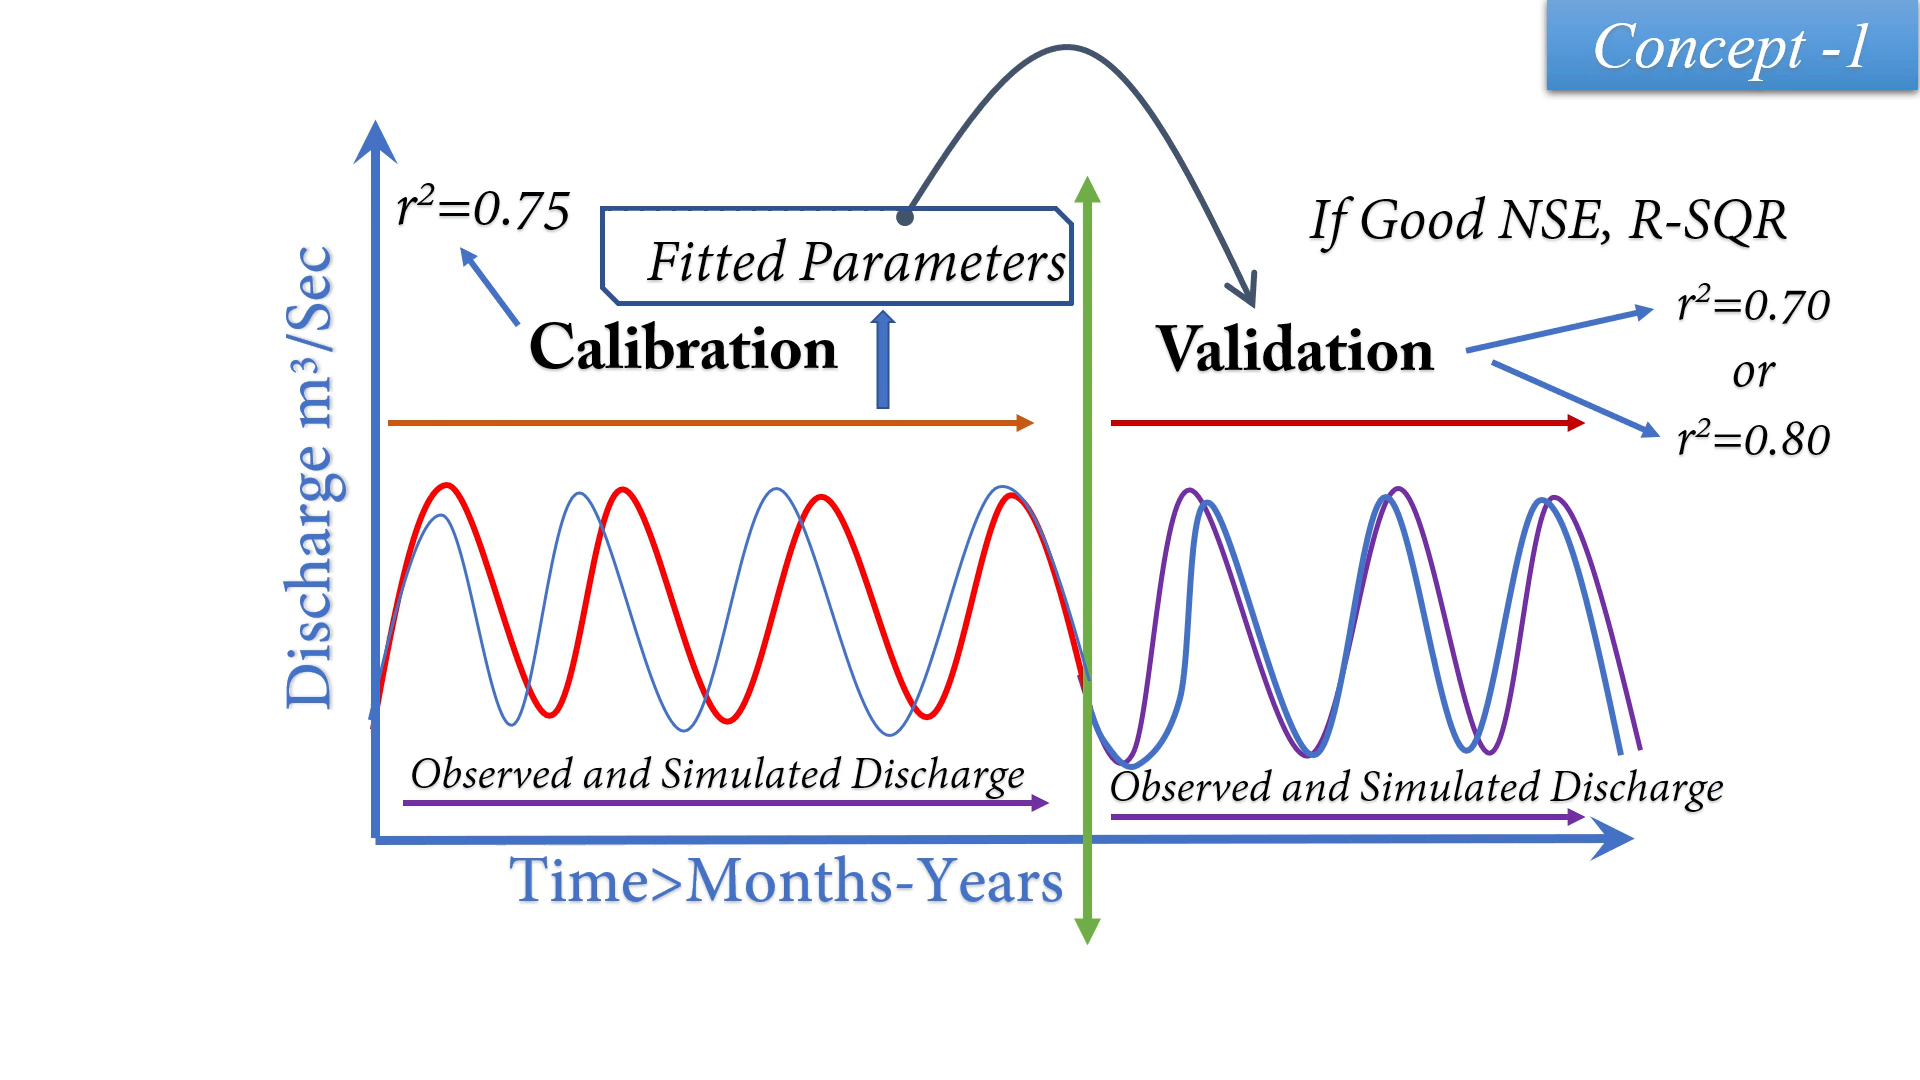 Concept -1
r²=0.75
Fitted Parameters
If Good NSE, R-SQR
Calibration
Validation
r²=0.70
or
r²=0.80
Discharge m³/Sec
Observed and Simulated Discharge
Observed and Simulated Discharge
Time>Months-Years